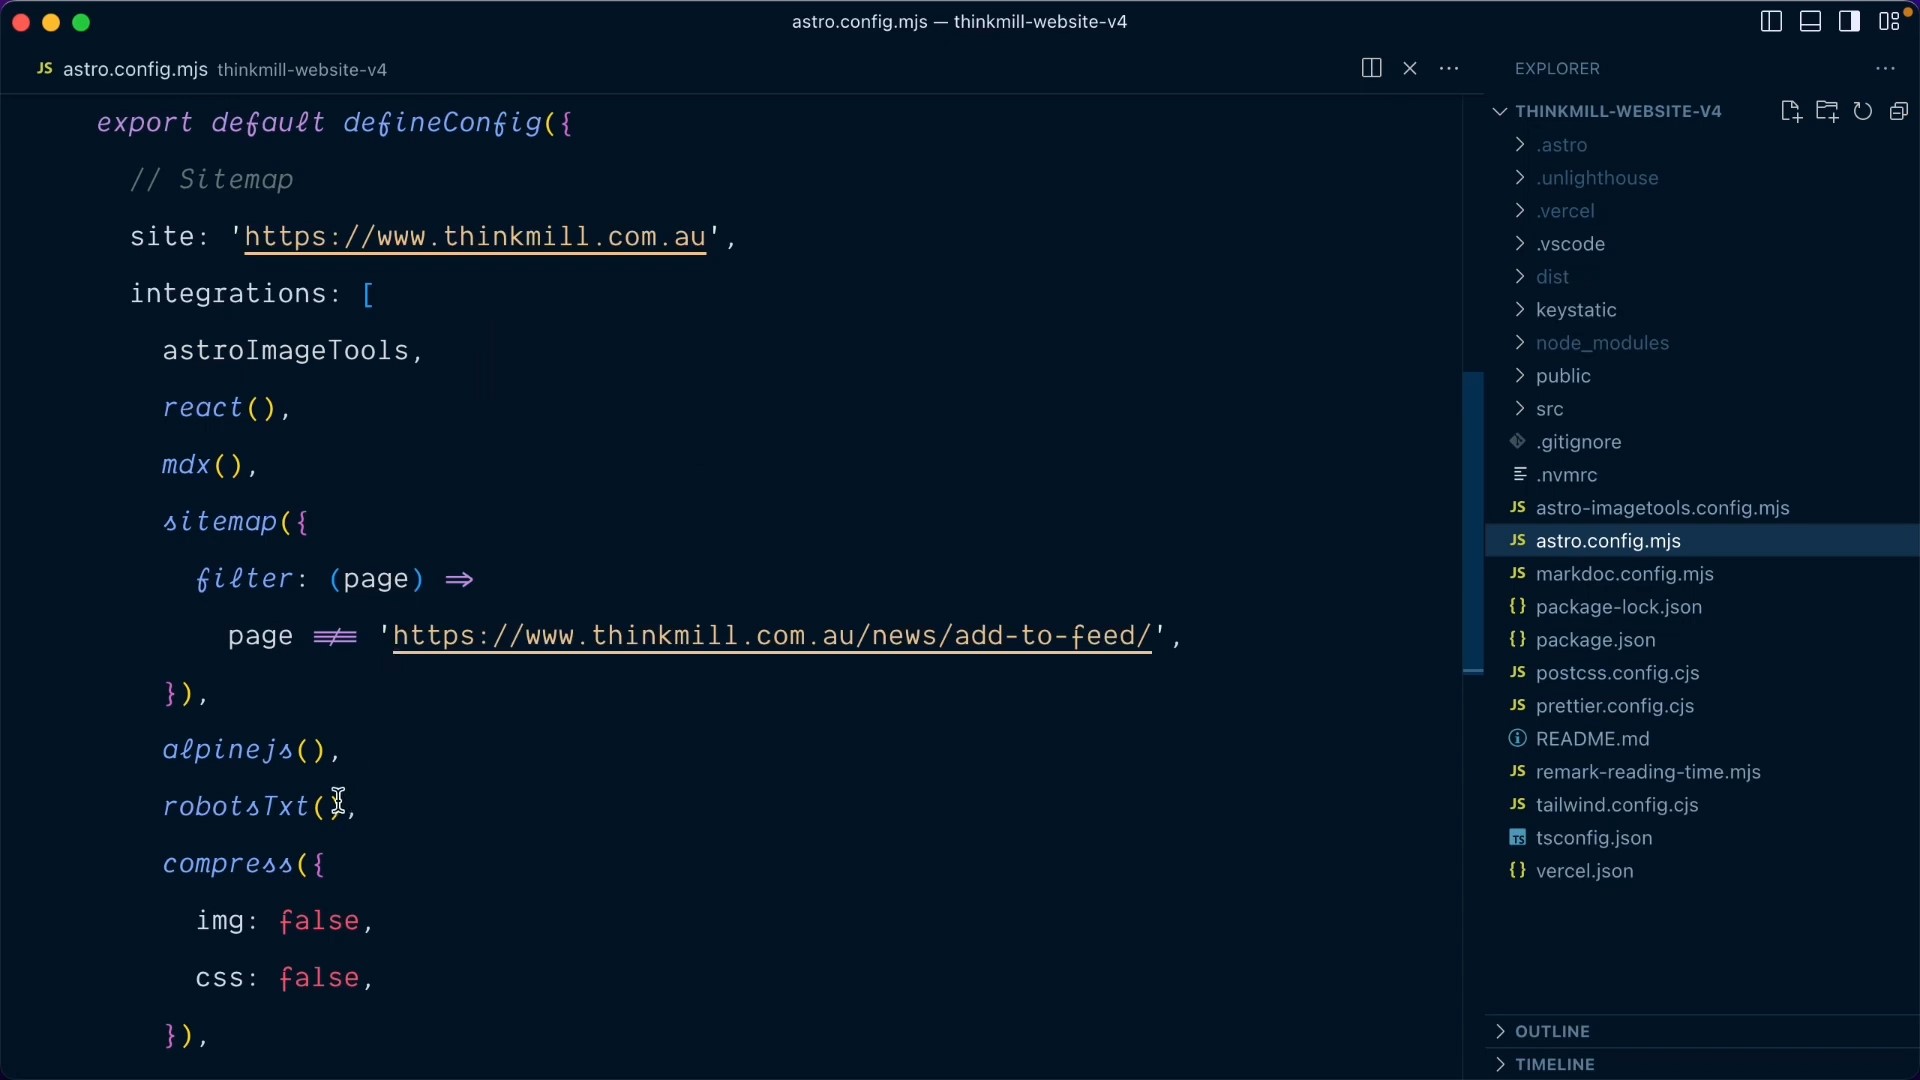 astro.config.mjs — thinkmill-website-v4
JS astro.config.mjs thinkmill-website-v4
export default defineConfig({
// Sitemap
site: 'https://www.thinkmill.com.au',
integrations: [
astroImageTools,
react(),
mdx(),
sitemap({
filter: (page) =>
page !== 'https://www.thinkmill.com.au/news/add-to-feed/',
}),
alpinejs(),
robotsTxt(),
compress({
img: false,
css: false,
}),
EXPLORER
THINKMILL-WEBSITE-V4
.astro
.unlighthouse
.vercel
.vscode
dist
keystatic
node_modules
public
src
.gitignore
.nvmrc
JS astro-imagetools.config.mjs
JS astro.config.mjs
JS markdoc.config.mjs
{} package-lock.json
{} package.json
JS postcss.config.cjs
JS prettier.config.cjs
README.md
JS remark-reading-time.mjs
JS tailwind.config.cjs
TS tsconfig.json
{} vercel.json
OUTLINE
TIMELINE